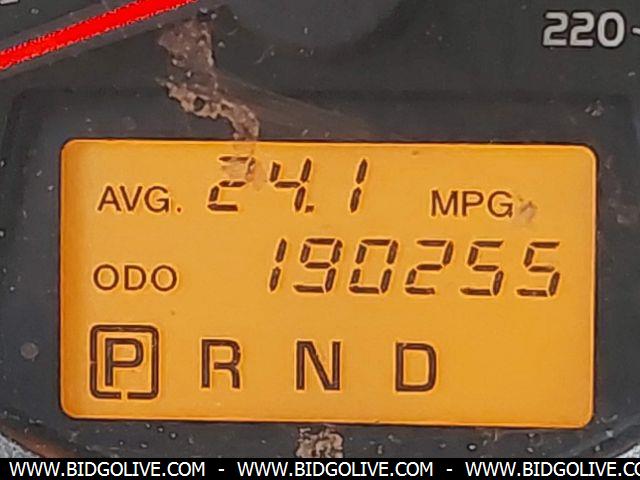 220
AVG. 24.1 MPG
ODO 190255
P R N D
WWW.BIDGOLIVE.COM - WWW.BIDGOLIVE.COM - WWW.BIDGOLIVE.COM